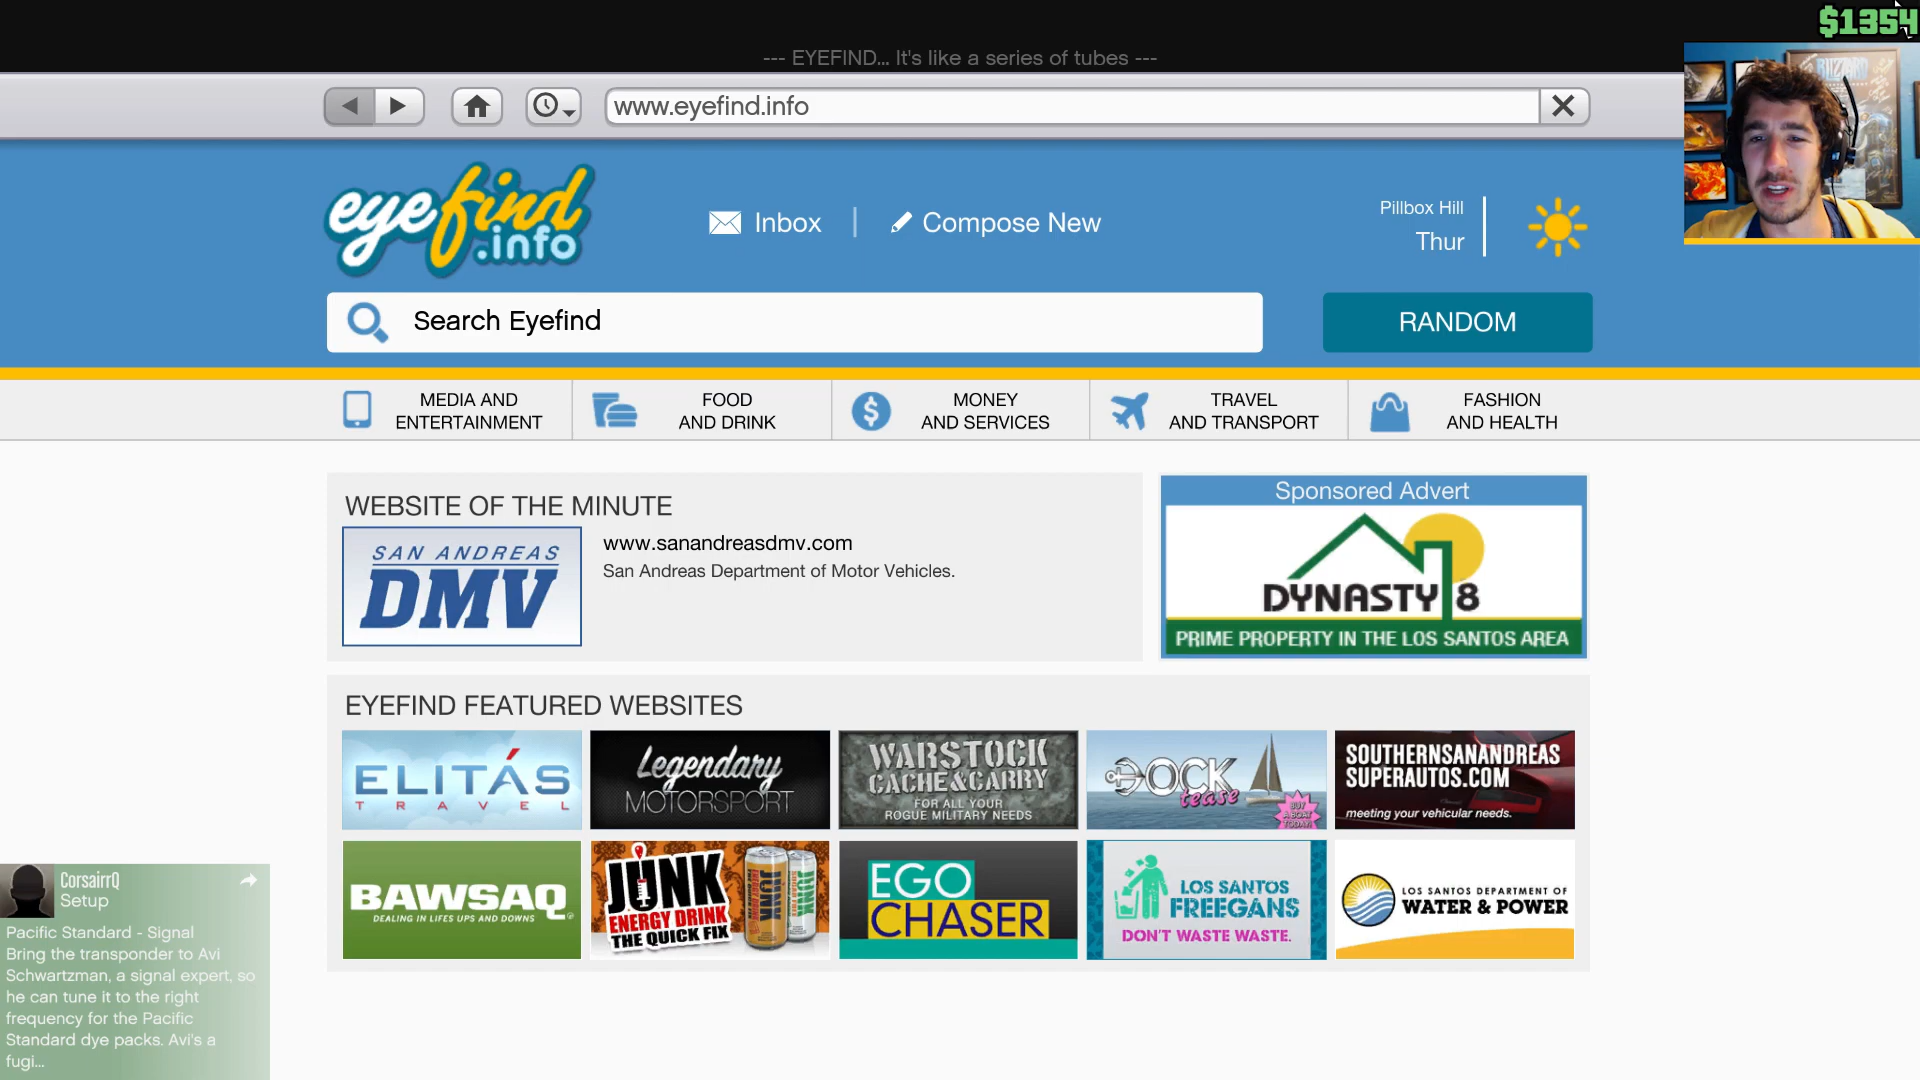 $1354
--- EYEFIND... It's like a series of tubes ---
www.eyefind.info
eyefind
.info
Inbox
Compose New
Pillbox Hill
Thur
Search Eyefind
RANDOM
MEDIA AND
ENTERTAINMENT
FOOD
AND DRINK
MONEY
AND SERVICES
TRAVEL
AND TRANSPORT
FASHION
AND HEALTH
WEBSITE OF THE MINUTE
SAN ANDREAS
DMV
www.sanandreasdmv.com
San Andreas Department of Motor Vehicles.
Sponsored Advert
DYNASTY 8
PRIME PROPERTY IN THE LOS SANTOS AREA
EYEFIND FEATURED WEBSITES
ELITÁS
TRAVEL
Legendary
MOTORSPORT
WARSTOCK
CACHE & CARRY
FOR ALL YOUR
ROGUE MILITARY NEEDS
DOCK
tease
BUY
A BOAT
TODAY!
SOUTHERNSANANDREAS
SUPERAUTOS.COM
meeting your vehicular needs.
BAWSAQ
DEALING IN LIFES UPS AND DOWNS
JUNK
ENERGY DRINK
THE QUICK FIX
EGO
CHASER
LOS SANTOS
FREEGANS
DON'T WASTE WASTE.
LOS SANTOS DEPARTMENT OF
WATER & POWER
CorsairrQ
Setup
Pacific Standard - Signal
Bring the transponder to Avi
Schwartzman, a signal expert, so
he can tune it to the right
frequency for the Pacific
Standard dye packs. Avi's a
fugi...